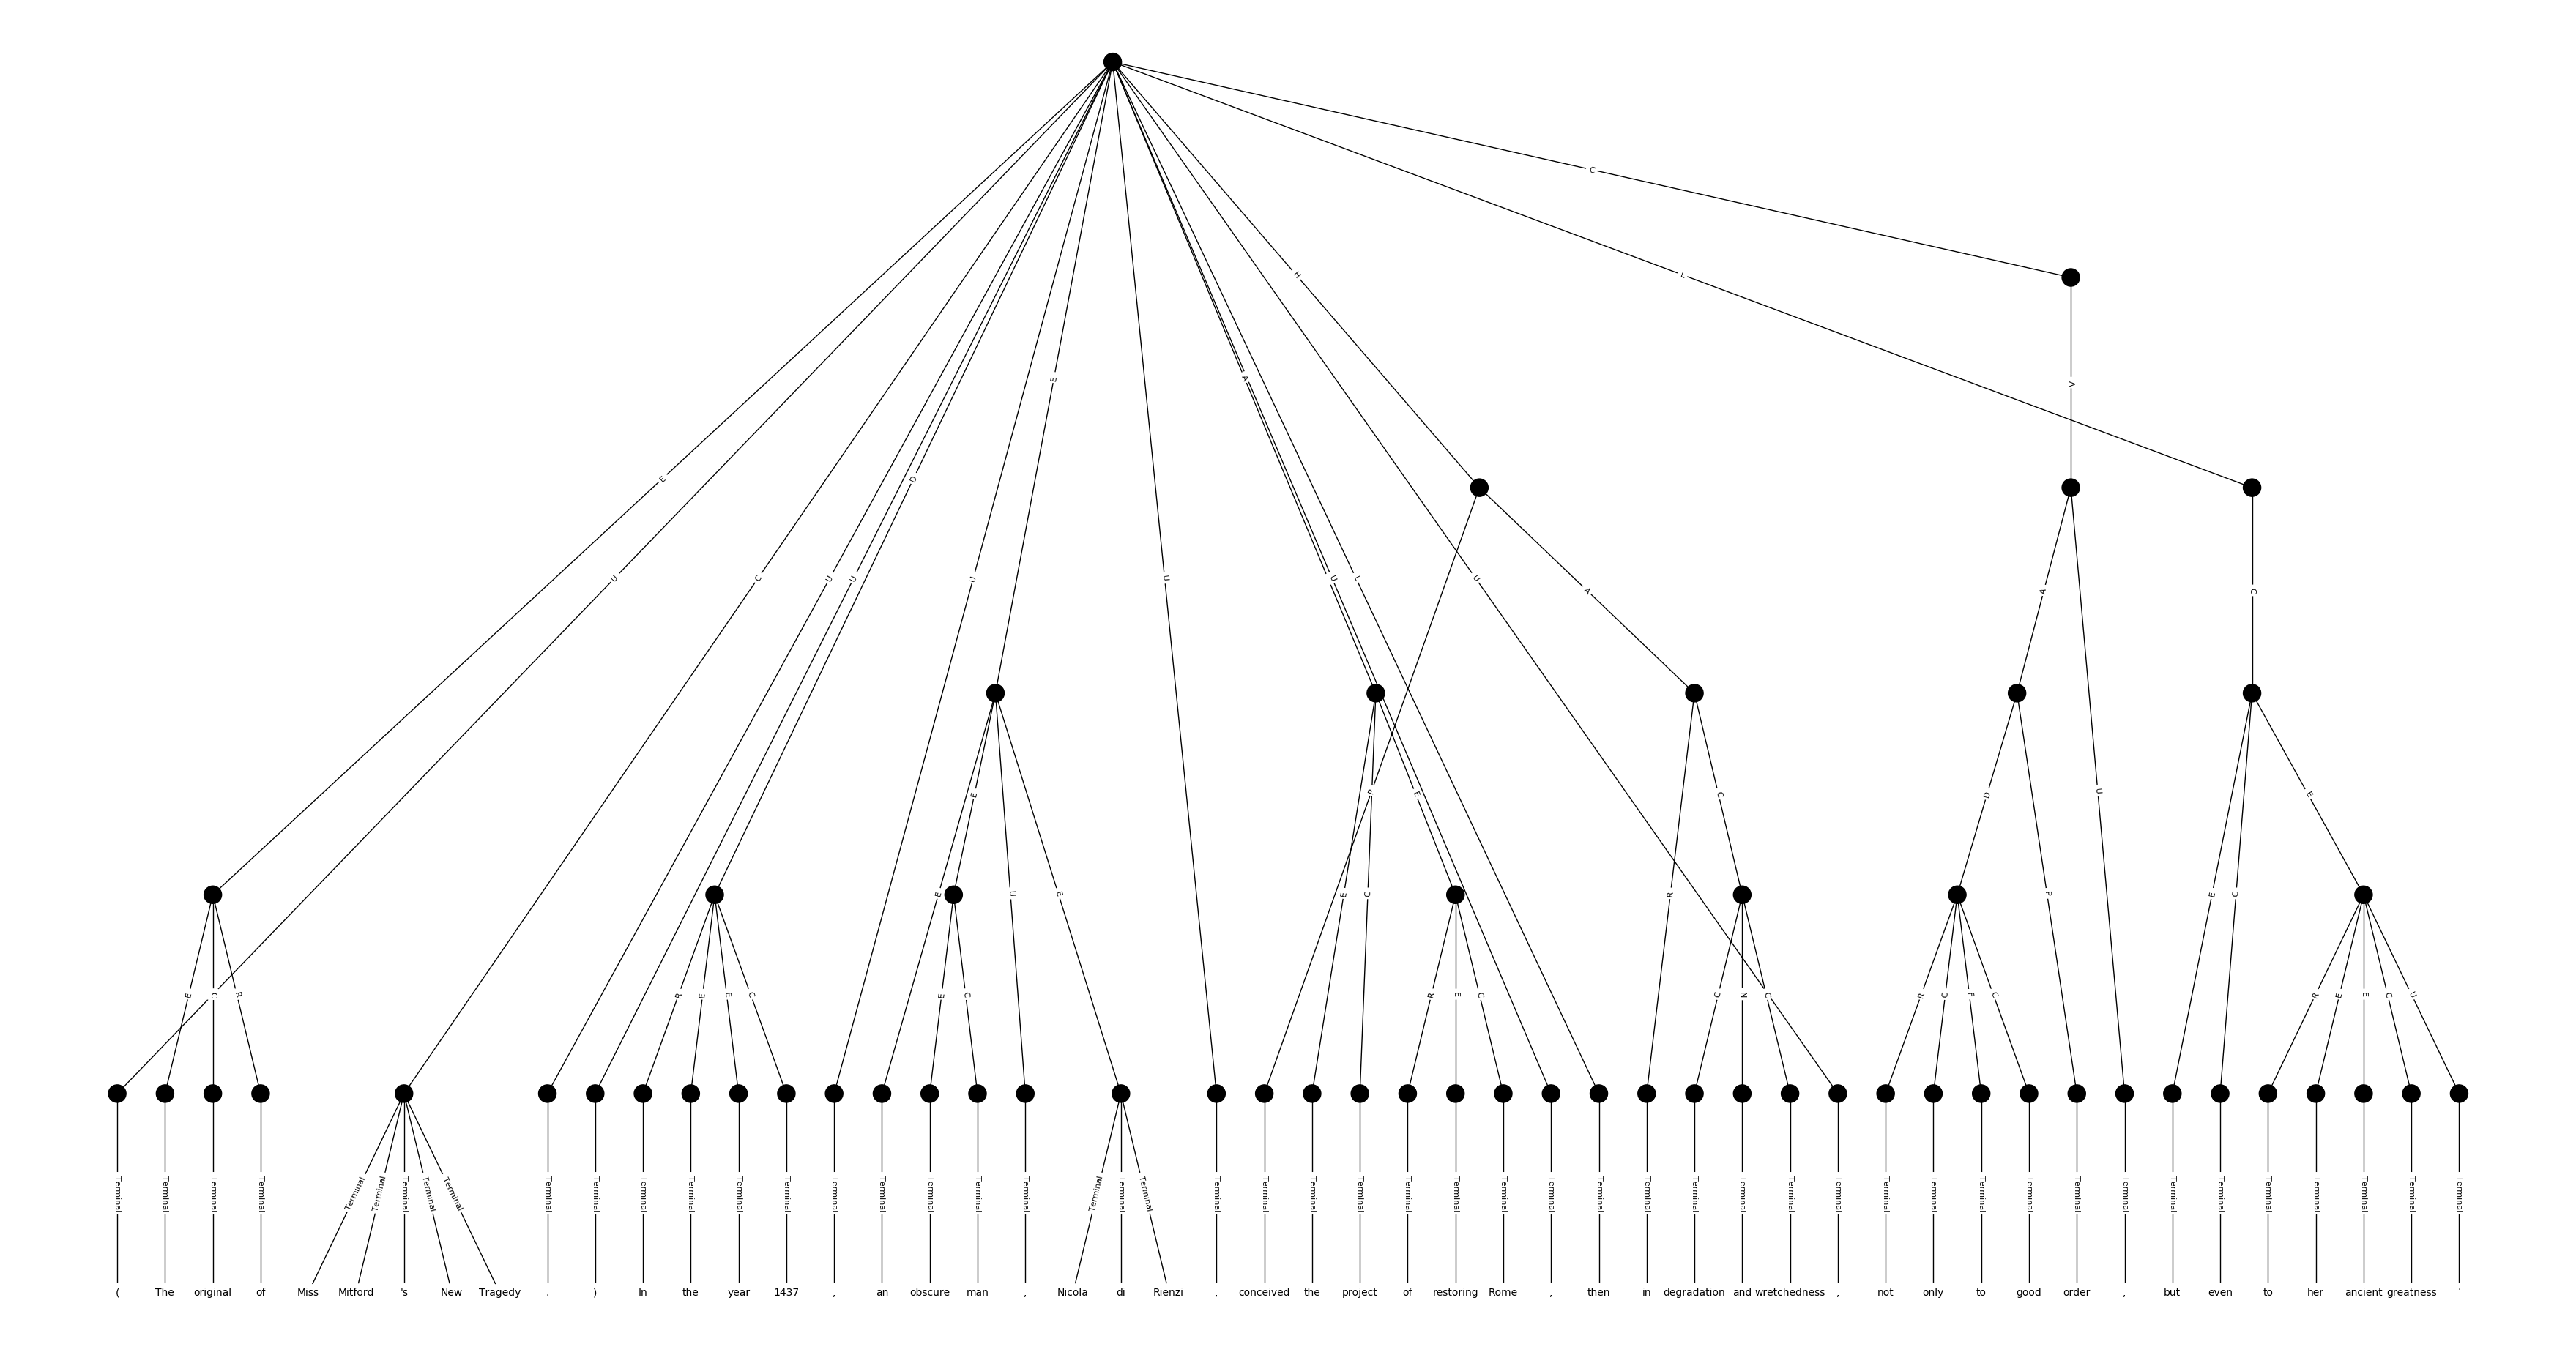 C
L
H
A
E
A
E
D
E
U
C
U
U
U
U
U
L
U
A
A
C
E
P
E
C
U
E
E
E
U
E
E
C
R
P
E
C
E
C
R
R
E
E
C
E
C
R
E
C
C
N
C
R
C
F
C
R
E
E
C
U
Terminal Terminal Terminal Terminal Terminal Terminal Terminal Terminal Terminal Terminal Terminal Terminal Terminal Terminal Terminal Terminal Terminal Terminal Terminal Terminal Terminal Terminal Terminal Terminal Terminal Terminal Terminal Terminal Terminal Terminal Terminal Terminal Terminal Terminal Terminal Terminal Terminal Terminal Terminal Terminal Terminal Terminal Terminal Terminal Terminal Terminal Terminal Terminal Terminal Terminal
( The original of Miss Mitford 's New Tragedy . ) In the year 1437 , an obscure man , Nicola di Rienzi , conceived the project of restoring Rome , then in degradation and wretchedness , not only to good order , but even to her ancient greatness .